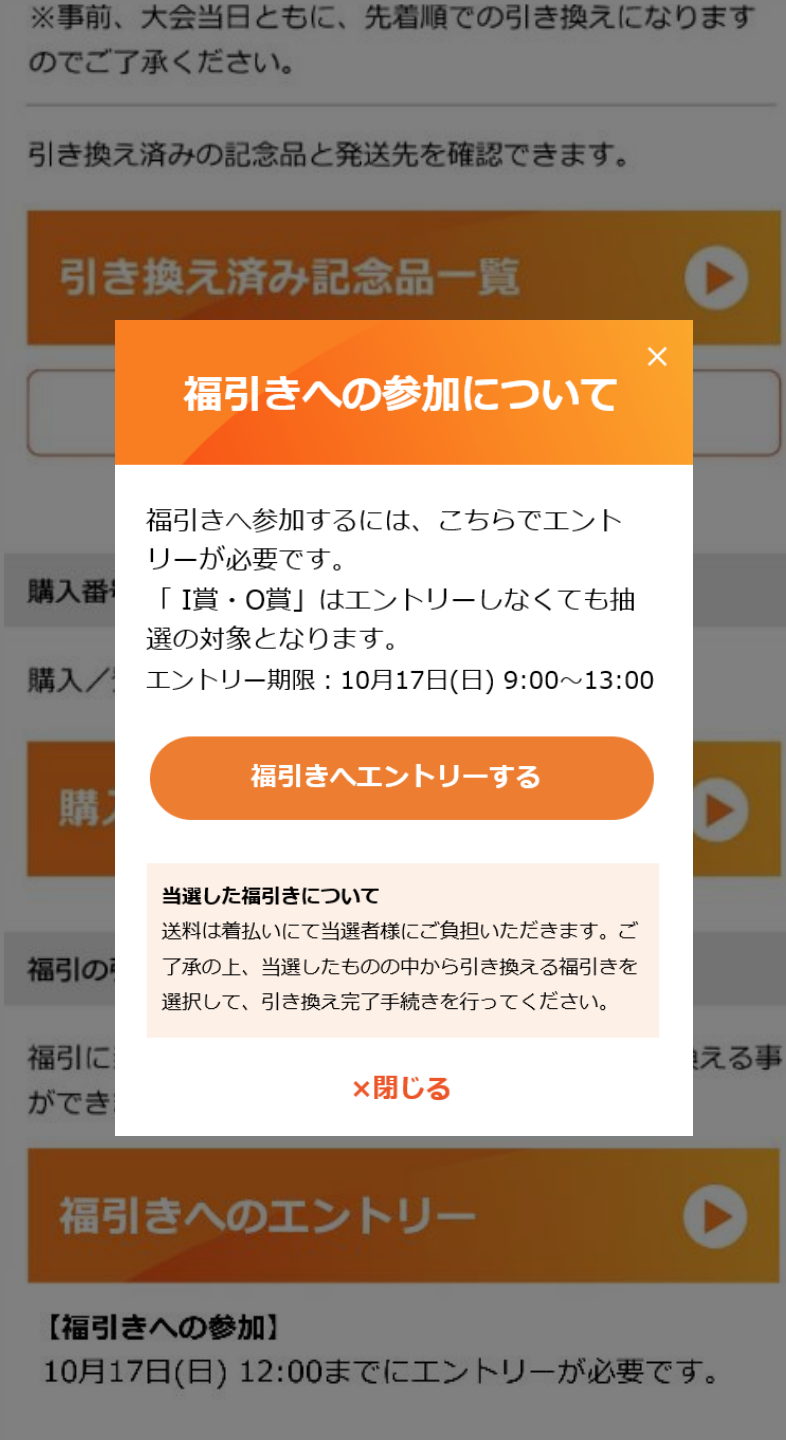 ※事前、大会当日ともに、先着順での引き換えになります
のでご了承ください。
引き換え済みの記念品と発送先を確認できます。
引き換え済み記念品一覧
×
福引きへの参加について
福引きへ参加するには、こちらでエント
リーが必要です。
「 I賞・O賞」はエントリーしなくても抽
選の対象となります。
エントリー期限：10月17日(日) 9:00～13:00
購入番
購入／
福引きへエントリーする
購入
当選した福引きについて
送料は着払いにて当選者様にご負担いただきます。ご
了承の上、当選したものの中から引き換える福引きを
選択して、引き換え完了手続きを行ってください。
福引の
福引に
える事
ができ
×閉じる
福引きへのエントリー
【福引きへの参加】
10月17日(日) 12:00までにエントリーが必要です。